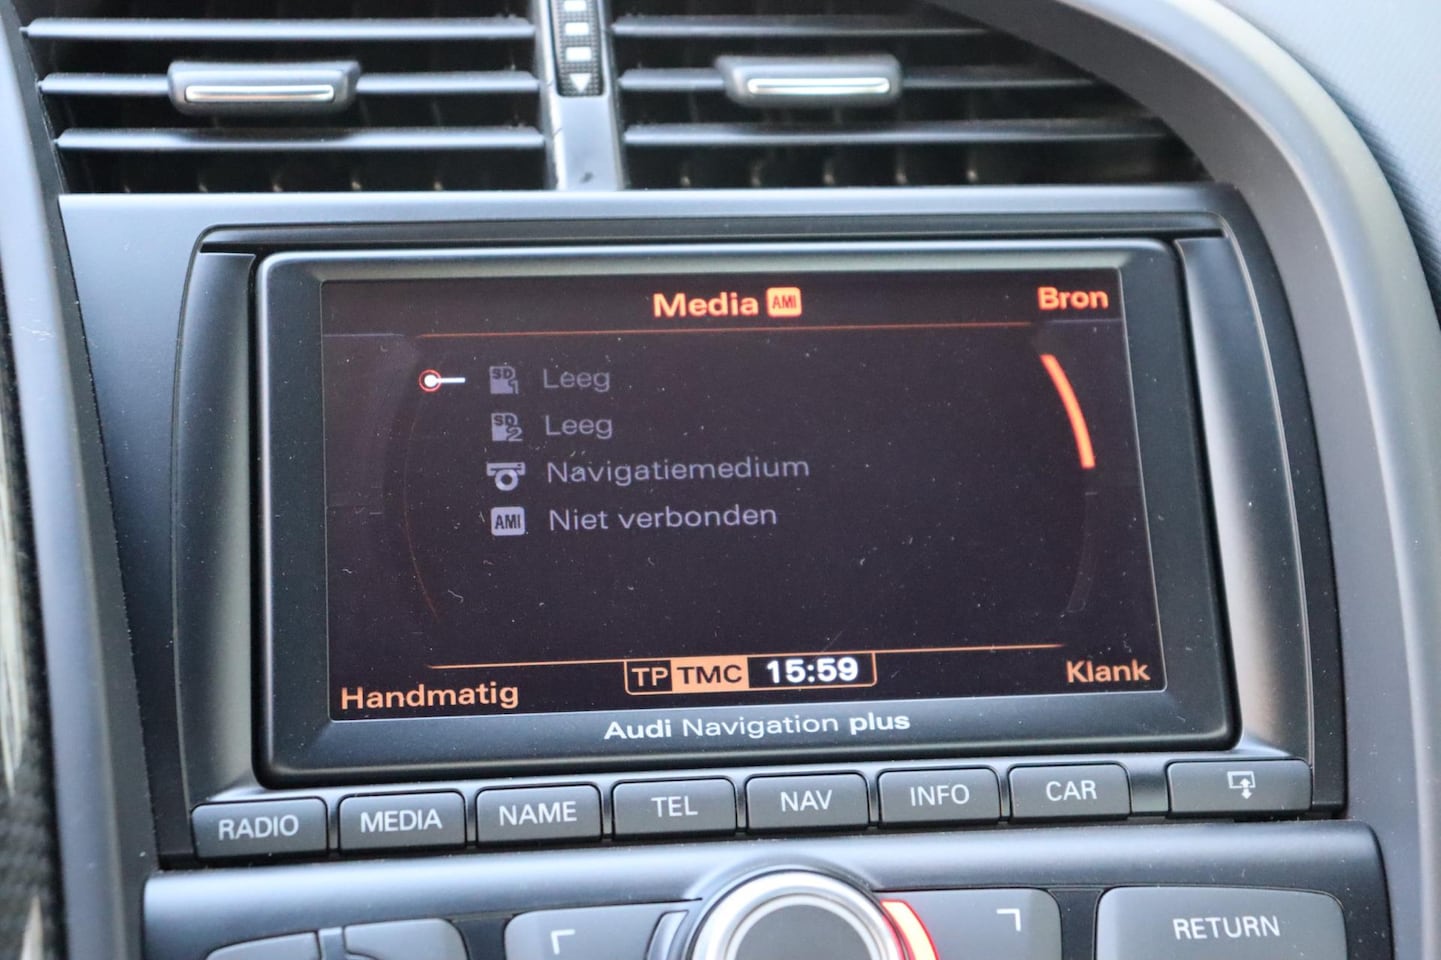 Media AMI
Bron
SD1 Leeg
SD2 Leeg
Navigatiemedium
AMI Niet verbonden
Handmatig
TP TMC 15:59
Klank
Audi Navigation plus
RADIO
MEDIA
NAME
TEL
NAV
INFO
CAR
RETURN